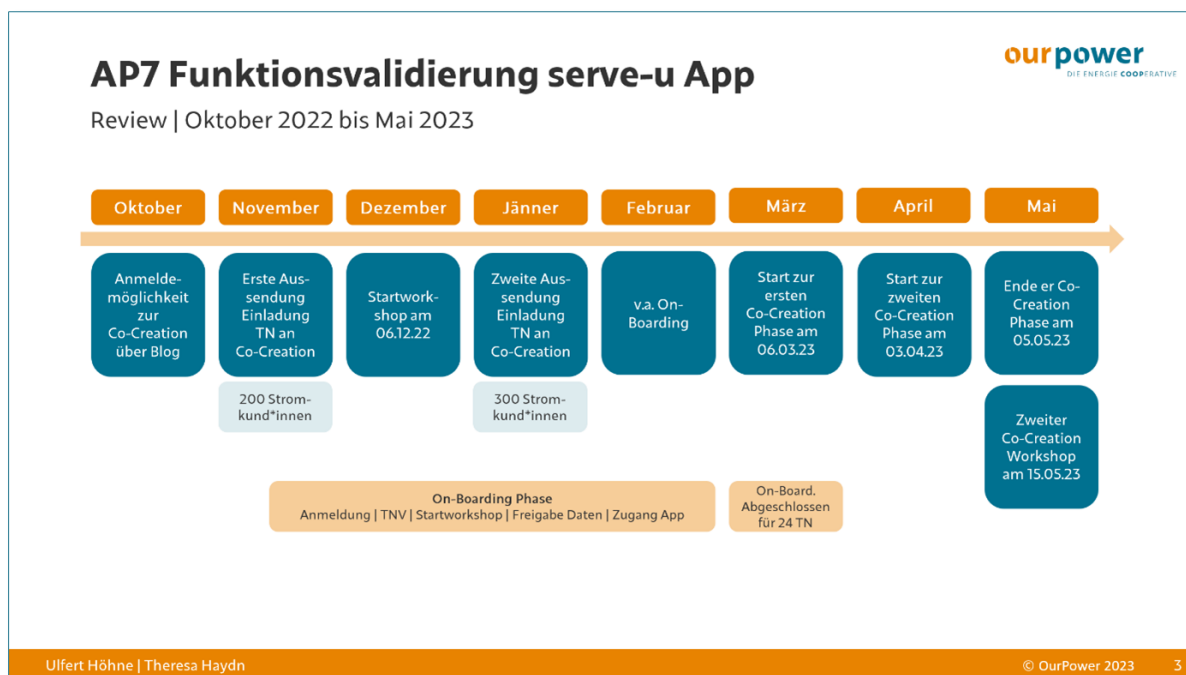 AP7 Funktionsvalidierung serve-u App
Review | Oktober 2022 bis Mai 2023
ourpower
DIE ENERGIE COOPERATIVE
Oktober
November
Dezember
Jänner
Februar
März
April
Mai
Anmelde-
möglichkeit
zur
Co-Creation
über Blog
Erste Aus-
sendung
Einladung
TN an
Co-Creation
Startwork-
shop am
06.12.22
Zweite Aus-
sendung
Einladung
TN an
Co-Creation
v.a. On-
Boarding
Start zur
ersten
Co-Creation
Phase am
06.03.23
Start zur
zweiten
Co-Creation
Phase am
03.04.23
Ende er Co-
Creation
Phase am
05.05.23
200 Strom-
kund*innen
300 Strom-
kund*innen
Zweiter
Co-Creation
Workshop
am 15.05.23
On-Boarding Phase
Anmeldung | TNV | Startworkshop | Freigabe Daten | Zugang App
On-Board.
Abgeschlossen
für 24 TN
Ulfert Höhne | Theresa Haydn
© OurPower 2023
3